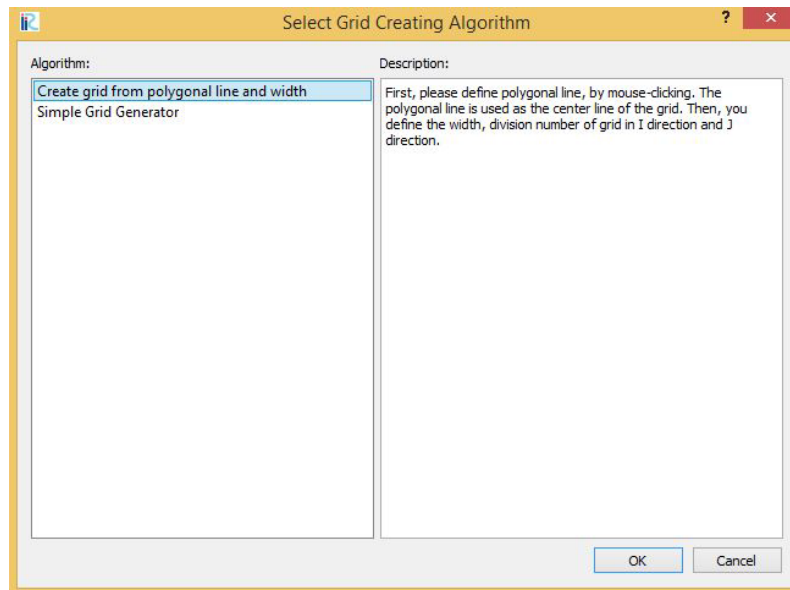 iRIC
Select Grid Creating Algorithm
?
Algorithm:
Description:
Create grid from polygonal line and width
Simple Grid Generator
First, please define polygonal line, by mouse-clicking. The
polygonal line is used as the center line of the grid. Then, you
define the width, division number of grid in I direction and J
direction.
OK
Cancel